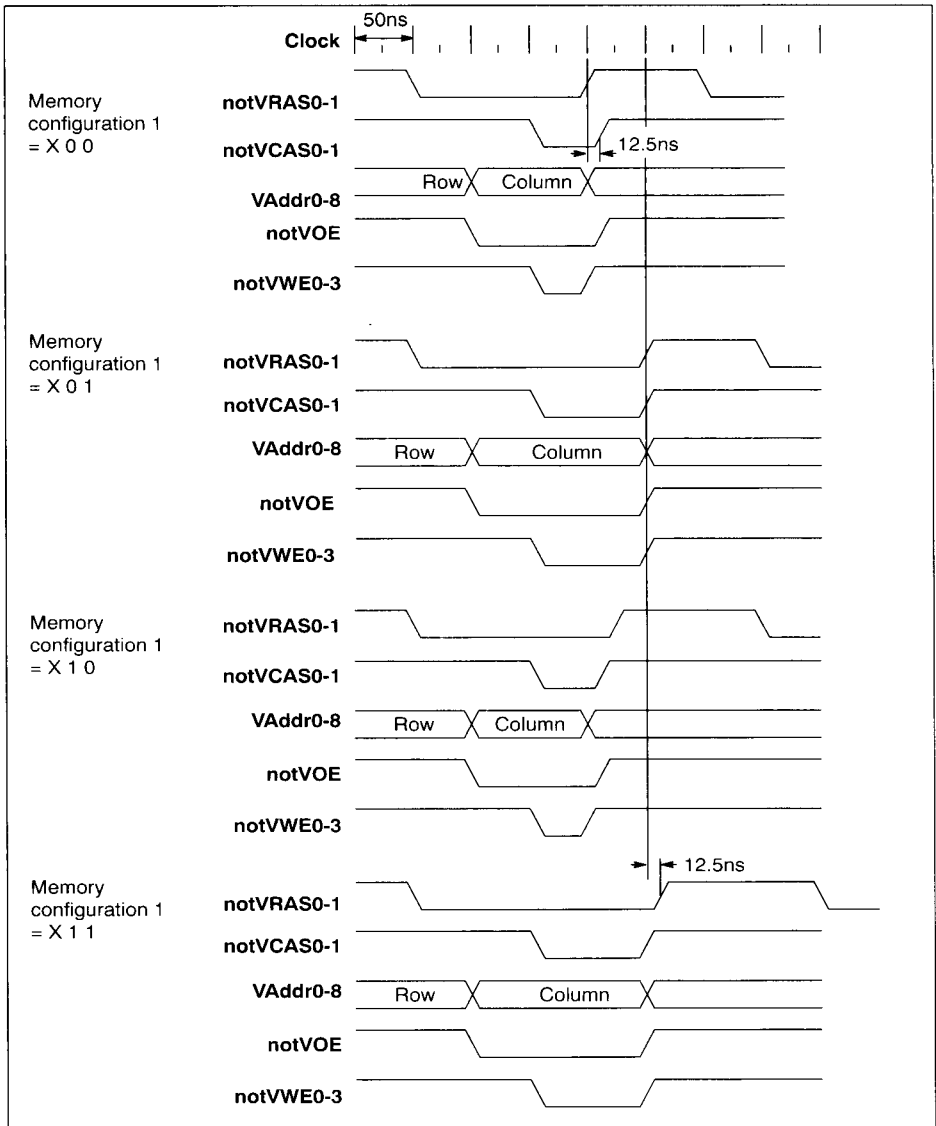 50ns
Clock
Memory
configuration 1
= X 0 0
notVRAS0-1
notVCAS0-1
12.5ns
Row
Column
VAddr0-8
notVOE
notVWE0-3
Memory
configuration 1
= X 0 1
notVRAS0-1
notVCAS0-1
VAddr0-8
Row
Column
notVOE
notVWE0-3
Memory
configuration 1
= X 1 0
notVRAS0-1
notVCAS0-1
VAddr0-8
Row
Column
notVOE
notVWE0-3
12.5ns
Memory
configuration 1
= X 1 1
notVRAS0-1
notVCAS0-1
VAddr0-8
Row
Column
notVOE
notVWE0-3